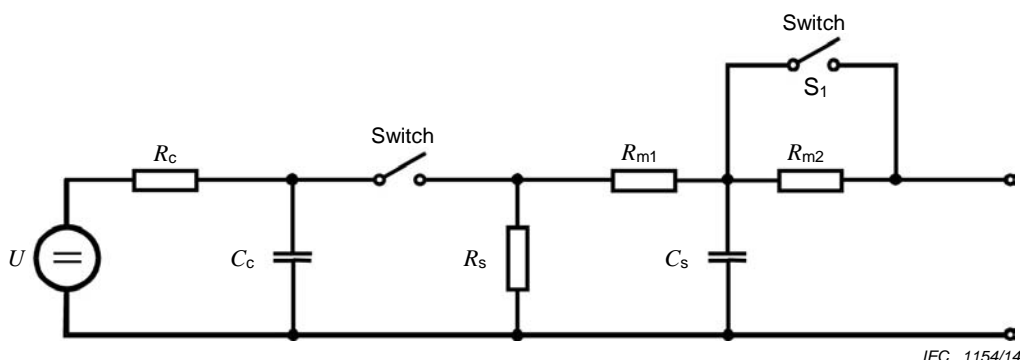 Switch
S1
Switch
Rc
Rm1
Rm2
U
Cc
Rs
Cs
IEC 1154/14